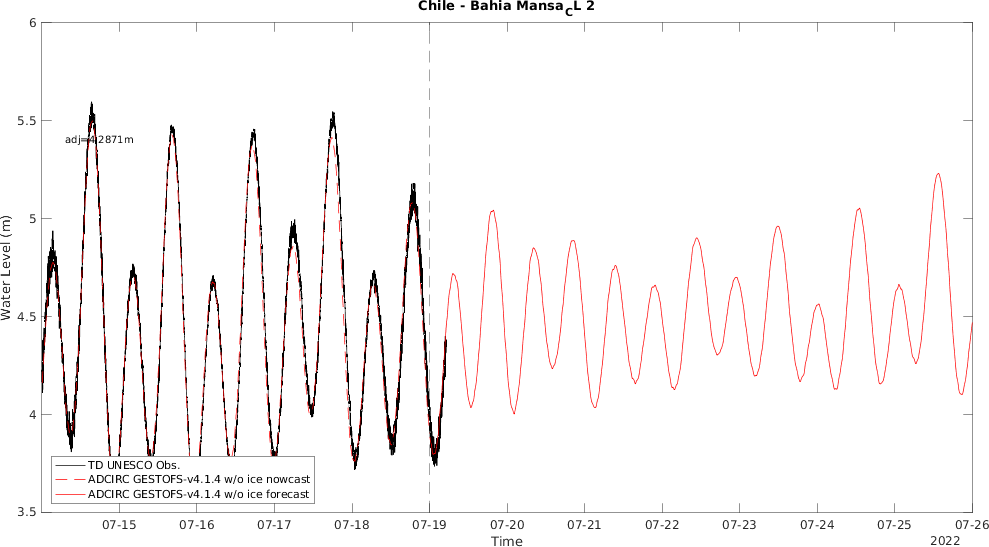 Chile - Bahia Mansa_CL 2
6
adj=4.2871m
5.5
5
4.5
4
3.5
Water Level (m)
TD UNESCO Obs.
ADCIRC GESTOFS-v4.1.4 w/o ice nowcast
ADCIRC GESTOFS-v4.1.4 w/o ice forecast
07-15 07-16 07-17 07-18 07-19 07-20 07-21 07-22 07-23 07-24 07-25 07-26
Time
2022